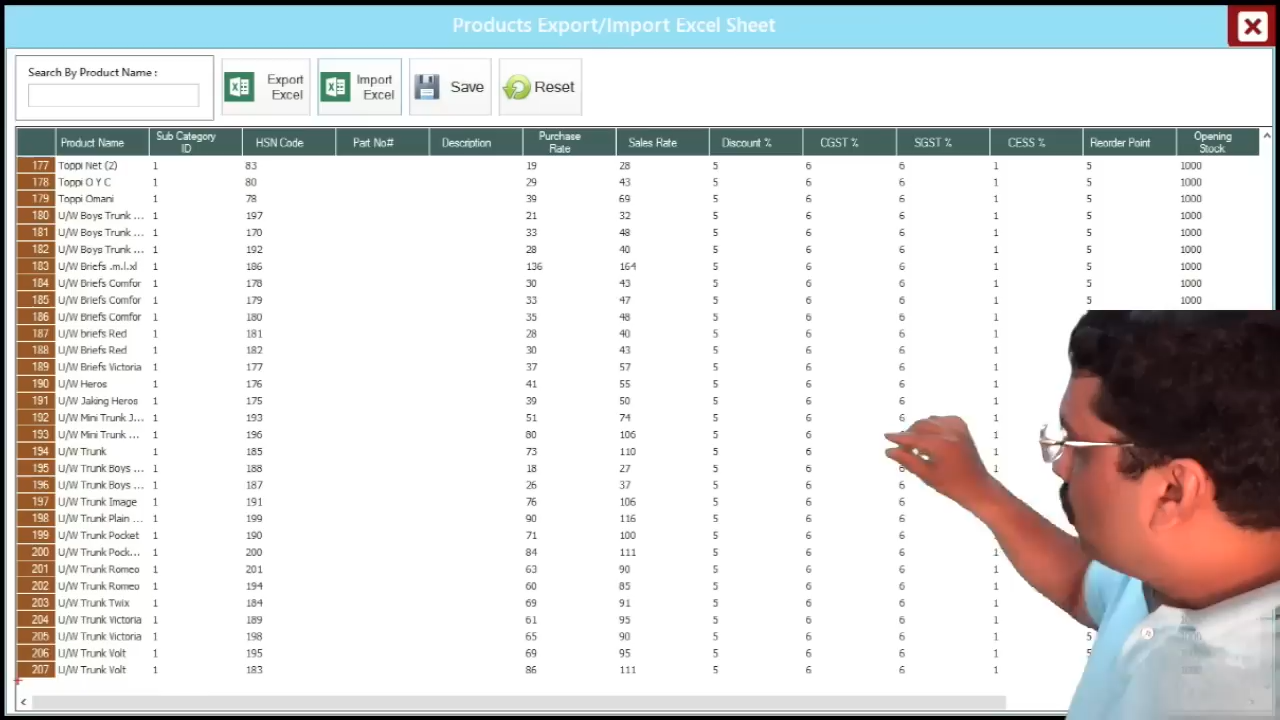 Products Export/Import Excel Sheet
Search By Product Name :
Export Excel
Import Excel
Save
Reset
Product Name Sub Category ID HSN Code Part No# Description Purchase Rate Sales Rate Discount % CGST % SGST % CESS % Reorder Point Opening Stock
177 Toppi Net (2) 1 83 19 28 5 6 6 1 5 1000
178 Toppi O Y C 1 80 29 43 5 6 6 1 5 1000
179 Toppi Omani 1 78 39 69 5 6 6 1 5 1000
180 U/W Boys Trunk ... 1 197 21 32 5 6 6 1 5 1000
181 U/W Boys Trunk ... 1 170 33 48 5 6 6 1 5 1000
182 U/W Boys Trunk ... 1 192 28 40 5 6 6 1 5 1000
183 U/W Briefs .m.l.xl 1 186 136 164 5 6 6 1 5 1000
184 U/W Briefs Comfor 1 178 30 43 5 6 6 1 5 1000
185 U/W Briefs Comfor 1 179 33 47 5 6 6 1 5 1000
186 U/W Briefs Comfor 1 180 35 48 5 6 6 1
187 U/W briefs Red 1 181 28 40 5 6 6 1
188 U/W Briefs Red 1 182 30 43 5 6 6 1
189 U/W Briefs Victoria 1 177 37 57 5 6 6 1
190 U/W Heros 1 176 41 55 5 6 6 1
191 U/W Jaking Heros 1 175 39 50 5 6 6 1
192 U/W Mini Trunk J... 1 193 51 74 5 6 6 1
193 U/W Mini Trunk ... 1 196 80 106 5 6 1
194 U/W Trunk 1 185 73 110 5 6 1
195 U/W Trunk Boys ... 1 188 18 27 5 6 6 1
196 U/W Trunk Boys ... 1 187 26 37 5 6 6
197 U/W Trunk Image 1 191 76 106 5 6 6
198 U/W Trunk Plain ... 1 199 90 116 5 6 6
199 U/W Trunk Pocket 1 190 71 100 5 6 6
200 U/W Trunk Pock... 1 200 84 111 5 6 6 1
201 U/W Trunk Romeo 1 201 63 90 5 6 6 1
202 U/W Trunk Romeo 1 194 60 85 5 6 6 1
203 U/W Trunk Twix 1 184 69 91 5 6 6 1
204 U/W Trunk Victoria 1 189 61 95 5 6 6 1
205 U/W Trunk Victoria 1 198 65 90 5 6 6 1 5
206 U/W Trunk Volt 1 195 69 95 5 6 6 1
207 U/W Trunk Volt 1 183 86 111 5 6 6 1